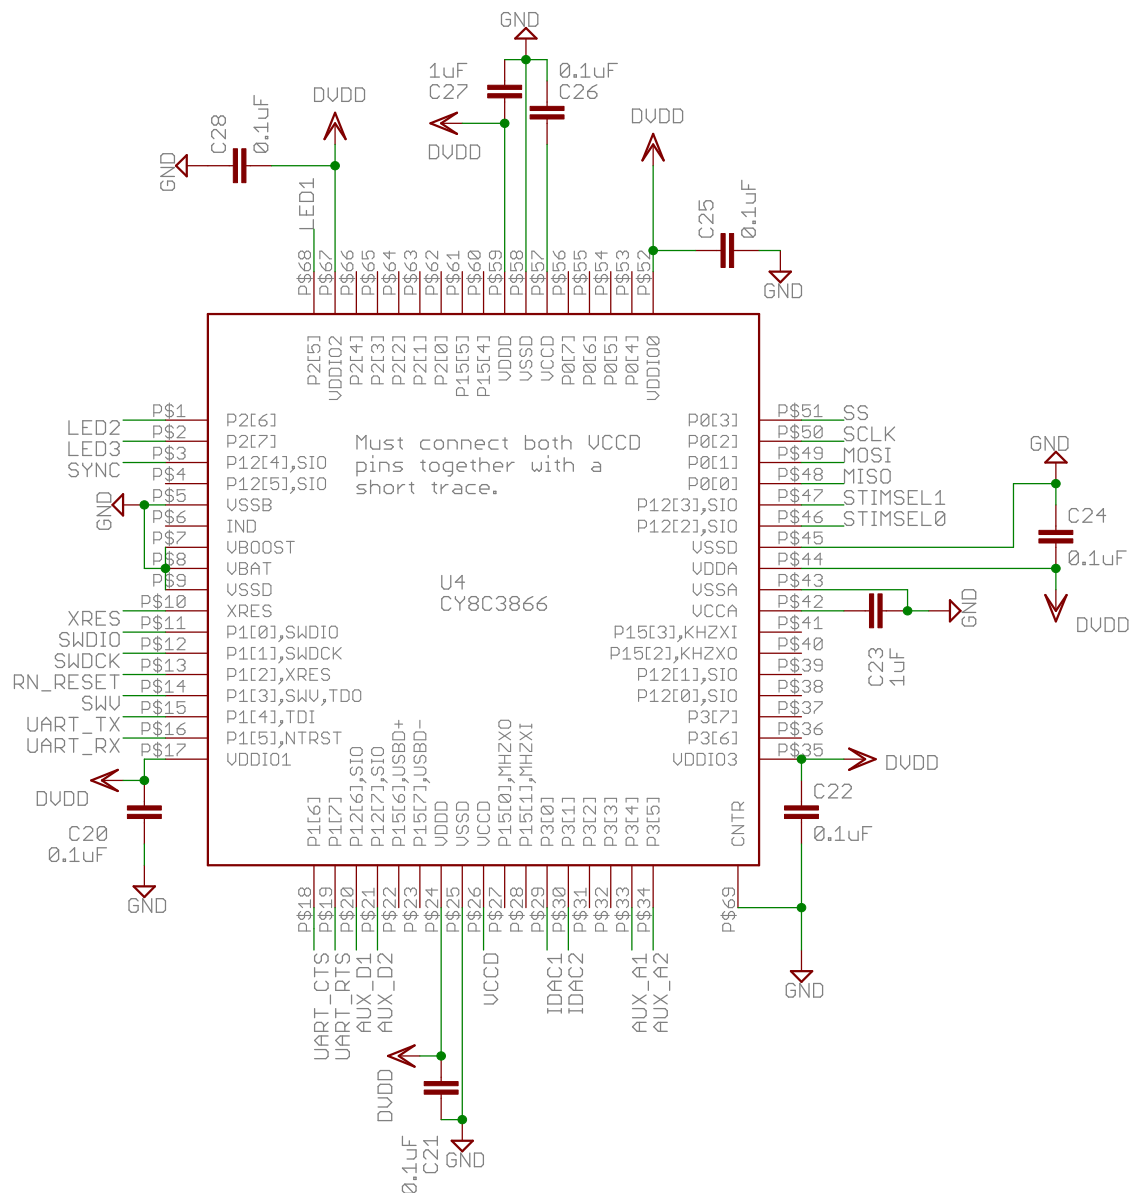 GND
1uF
C27
0.1uF
C26
DVDD
DVDD
DVDD
C28
0.1uF
GND
LED1
C25
0.1uF
GND
P$68
P$67
P$66
P$65
P$64
P$63
P$62
P$61
P$60
P$59
P$58
P$57
P$56
P$55
P$54
P$53
P$52
P2[5]
VDDIO2
P2[4]
P2[3]
P2[2]
P2[1]
P2[0]
P15[5]
P15[4]
VDDD
VSSD
VCCD
P0[7]
P0[6]
P0[5]
P0[4]
VDDIO0
Must connect both VCCD
pins together with a
short trace.
U4
CY8C3866
LED2 P$1 P2[6]
LED3 P$2 P2[7]
SYNC P$3 P12[4],SIO
P$4 P12[5],SIO
GND P$5 VSSB
P$6 IND
P$7 VBOOST
P$8 VBAT
P$9 VSSD
XRES P$10 XRES
SWDIO P$11 P1[0],SWDIO
SWDCK P$12 P1[1],SWDCK
RN_RESET P$13 P1[2],XRES
SWV P$14 P1[3],SWV,TDO
UART_TX P$15 P1[4],TDI
UART_RX P$16 P1[5],NTRST
P$17 VDDIO1
P0[3] P$51 SS
P0[2] P$50 SCLK
P0[1] P$49 MOSI
P0[0] P$48 MISO
P12[3],SIO P$47 STIMSEL1
P12[2],SIO P$46 STIMSEL0
VSSD P$45
VDDA P$44
VSSA P$43
VCCA P$42
P15[3],KHZXI P$41
P15[2],KHZXO P$40
P12[1],SIO P$39
P12[0],SIO P$38
P3[7] P$37
P3[6] P$36
VDDIO3 P$35
GND
C24
0.1uF
DVDD
GND
C23
1uF
DVDD
C22
0.1uF
GND
DVDD
C20
0.1uF
GND
P1[6]
P1[7]
P12[6],SIO
P12[7],SIO
P15[6],USBD+
P15[7],USBD-
VDDD
VSSD
VCCD
P15[0],MHZXO
P15[1],MHZXI
P3[0]
P3[1]
P3[2]
P3[3]
P3[4]
P3[5]
CNTR
P$18
P$19
P$20
P$21
P$22
P$23
P$24
P$25
P$26
P$27
P$28
P$29
P$30
P$31
P$32
P$33
P$34
P$69
UART_CTS
UART_RTS
AUX_D1
AUX_D2
VCCD
IDAC1
IDAC2
AUX_A1
AUX_A2
DVDD
0.1uF
C21
GND